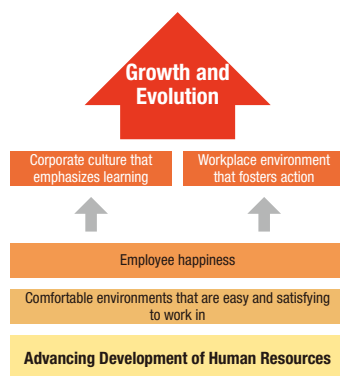 Growth and
Evolution
Corporate culture that
emphasizes learning
Workplace environment
that fosters action
Employee happiness
Comfortable environments that are easy and satisfying
to work in
Advancing Development of Human Resources